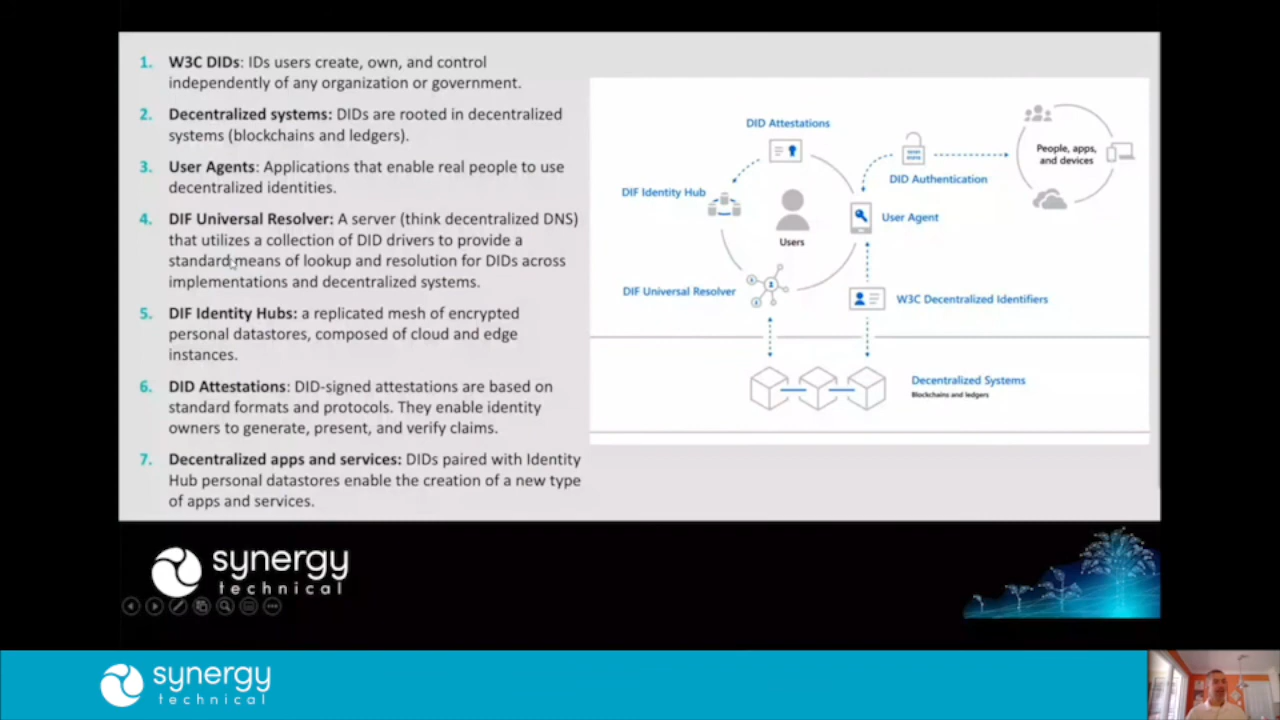 1. W3C DIDs: IDs users create, own, and control
independently of any organization or government.
2. Decentralized systems: DIDs are rooted in decentralized
systems (blockchains and ledgers).
3. User Agents: Applications that enable real people to use
decentralized identities.
4. DIF Universal Resolver: A server (think decentralized DNS)
that utilizes a collection of DID drivers to provide a
standard means of lookup and resolution for DIDs across
implementations and decentralized systems.
5. DIF Identity Hubs: a replicated mesh of encrypted
personal datastores, composed of cloud and edge
instances.
6. DID Attestations: DID-signed attestations are based on
standard formats and protocols. They enable identity
owners to generate, present, and verify claims.
7. Decentralized apps and services: DIDs paired with Identity
Hub personal datastores enable the creation of a new type
of apps and services.
DID Attestations
People, apps,
and devices
DID Authentication
DIF Identity Hub
User Agent
Users
DIF Universal Resolver
W3C Decentralized Identifiers
Decentralized Systems
Blockchains and ledgers
synergy
technical
synergy
technical